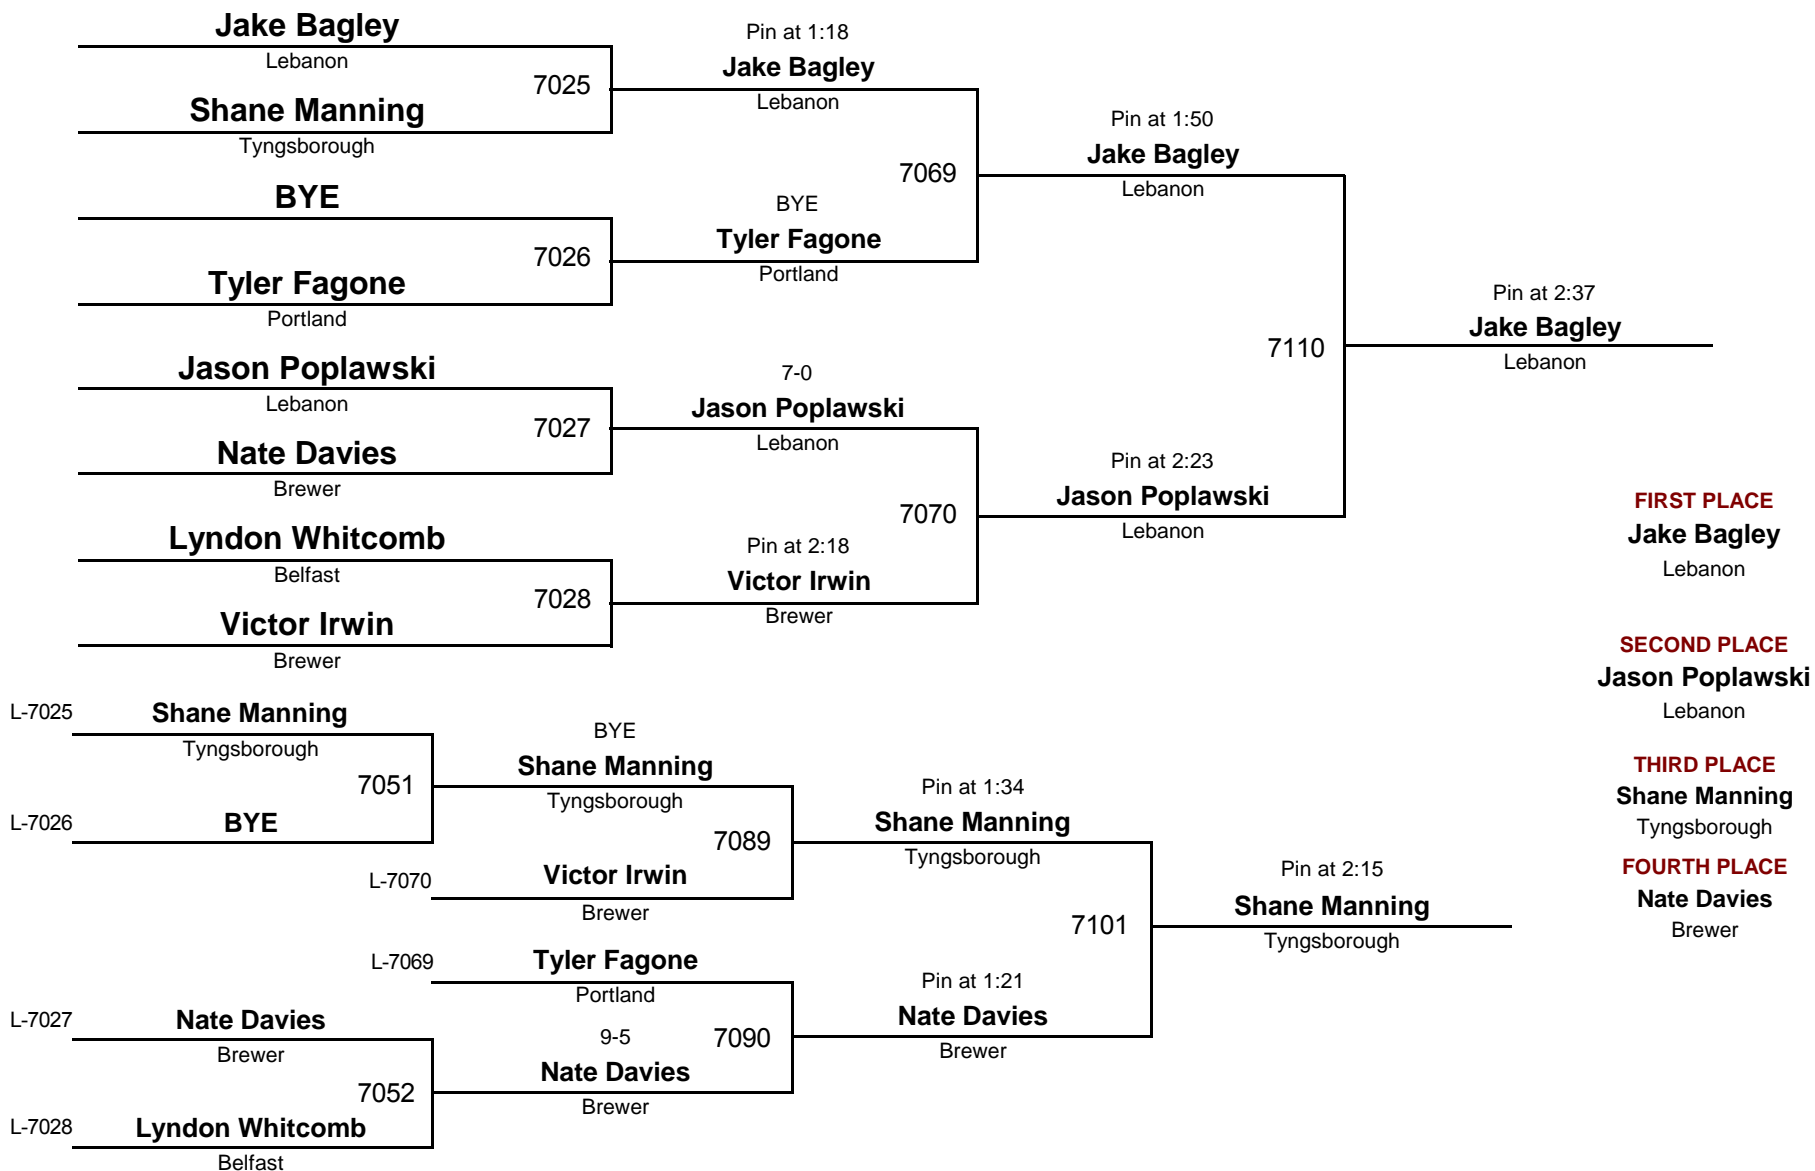 Jake Bagley
Lebanon
7025
Shane Manning
Tyngsborough
BYE
7026
Tyler Fagone
Portland
Jason Poplawski
Lebanon
7027
Nate Davies
Brewer
Lyndon Whitcomb
Belfast
7028
Victor Irwin
Brewer
Pin at 1:18
Jake Bagley
Lebanon
7069
BYE
Tyler Fagone
Portland
7-0
Jason Poplawski
Lebanon
7070
Pin at 2:18
Victor Irwin
Brewer
Pin at 1:50
Jake Bagley
Lebanon
7110
Pin at 2:23
Jason Poplawski
Lebanon
Pin at 2:37
Jake Bagley
Lebanon
FIRST PLACE
Jake Bagley
Lebanon
SECOND PLACE
Jason Poplawski
Lebanon
THIRD PLACE
Shane Manning
Tyngsborough
FOURTH PLACE
Nate Davies
Brewer
L-7025
Shane Manning
Tyngsborough
7051
L-7026
BYE
L-7027
Nate Davies
Brewer
7052
L-7028
Lyndon Whitcomb
Belfast
BYE
Shane Manning
Tyngsborough
7089
L-7070
Victor Irwin
Brewer
L-7069
Tyler Fagone
Portland
7090
9-5
Nate Davies
Brewer
Pin at 1:34
Shane Manning
Tyngsborough
7101
Pin at 1:21
Nate Davies
Brewer
Pin at 2:15
Shane Manning
Tyngsborough